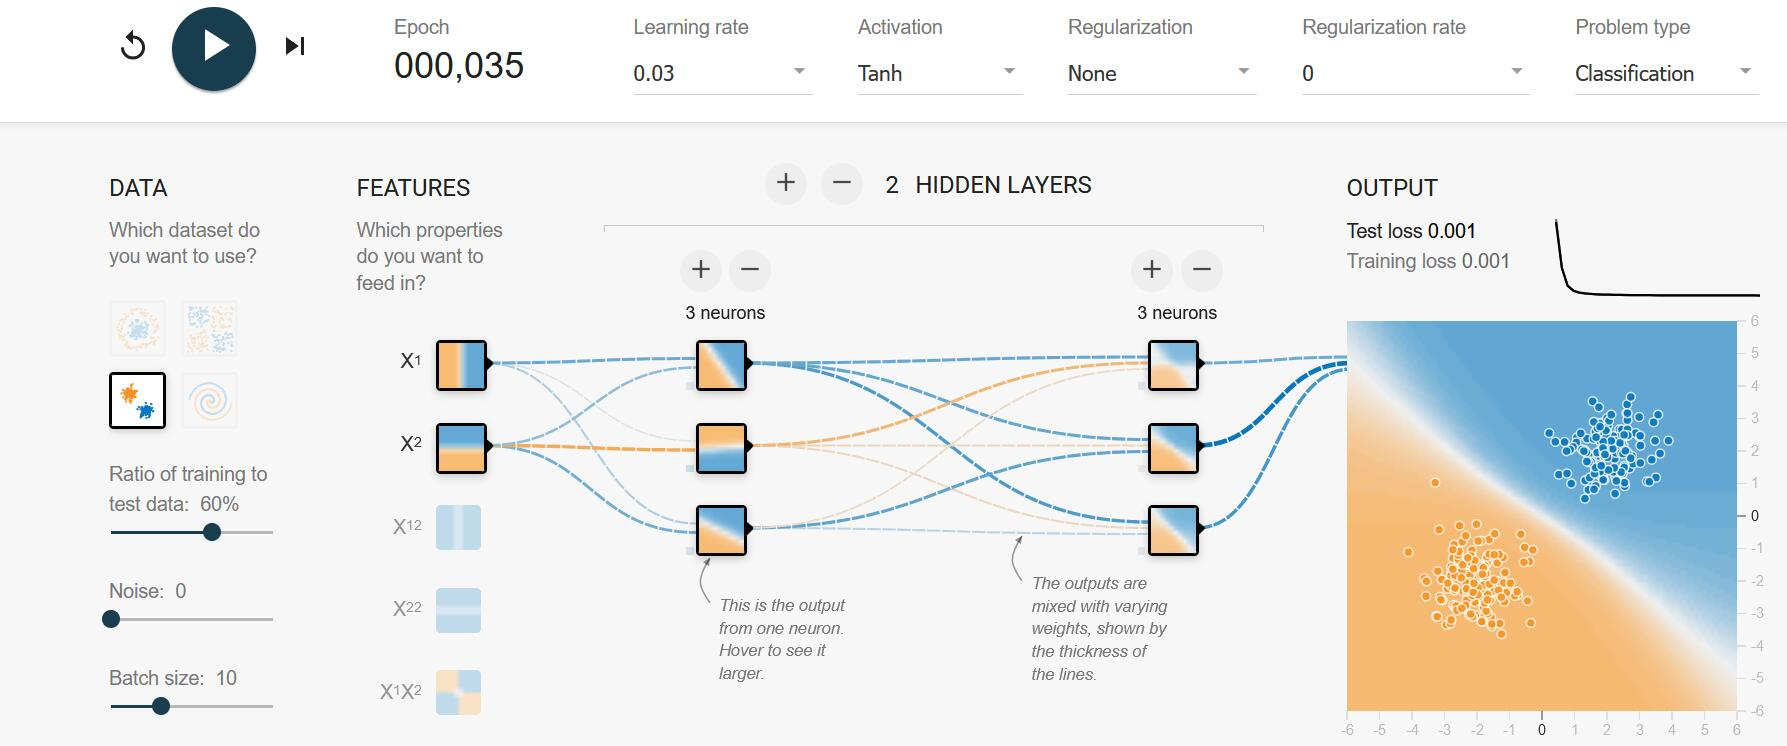 Epoch
000,035
Learning rate
0.03
Activation
Tanh
Regularization
None
Regularization rate
0
Problem type
Classification
DATA
Which dataset do
you want to use?
Ratio of training to
test data: 60%
Noise: 0
Batch size: 10
FEATURES
Which properties
do you want to
feed in?
X1
X2
X12
X22
X1X2
+ − 2 HIDDEN LAYERS
+ −
3 neurons
+ −
3 neurons
This is the output
from one neuron.
Hover to see it
larger.
The outputs are
mixed with varying
weights, shown by
the thickness of
the lines.
OUTPUT
Test loss 0.001
Training loss 0.001
6
5
4
3
2
1
0
-1
-2
-3
-4
-5
-6
-6 -5 -4 -3 -2 -1 0 1 2 3 4 5 6